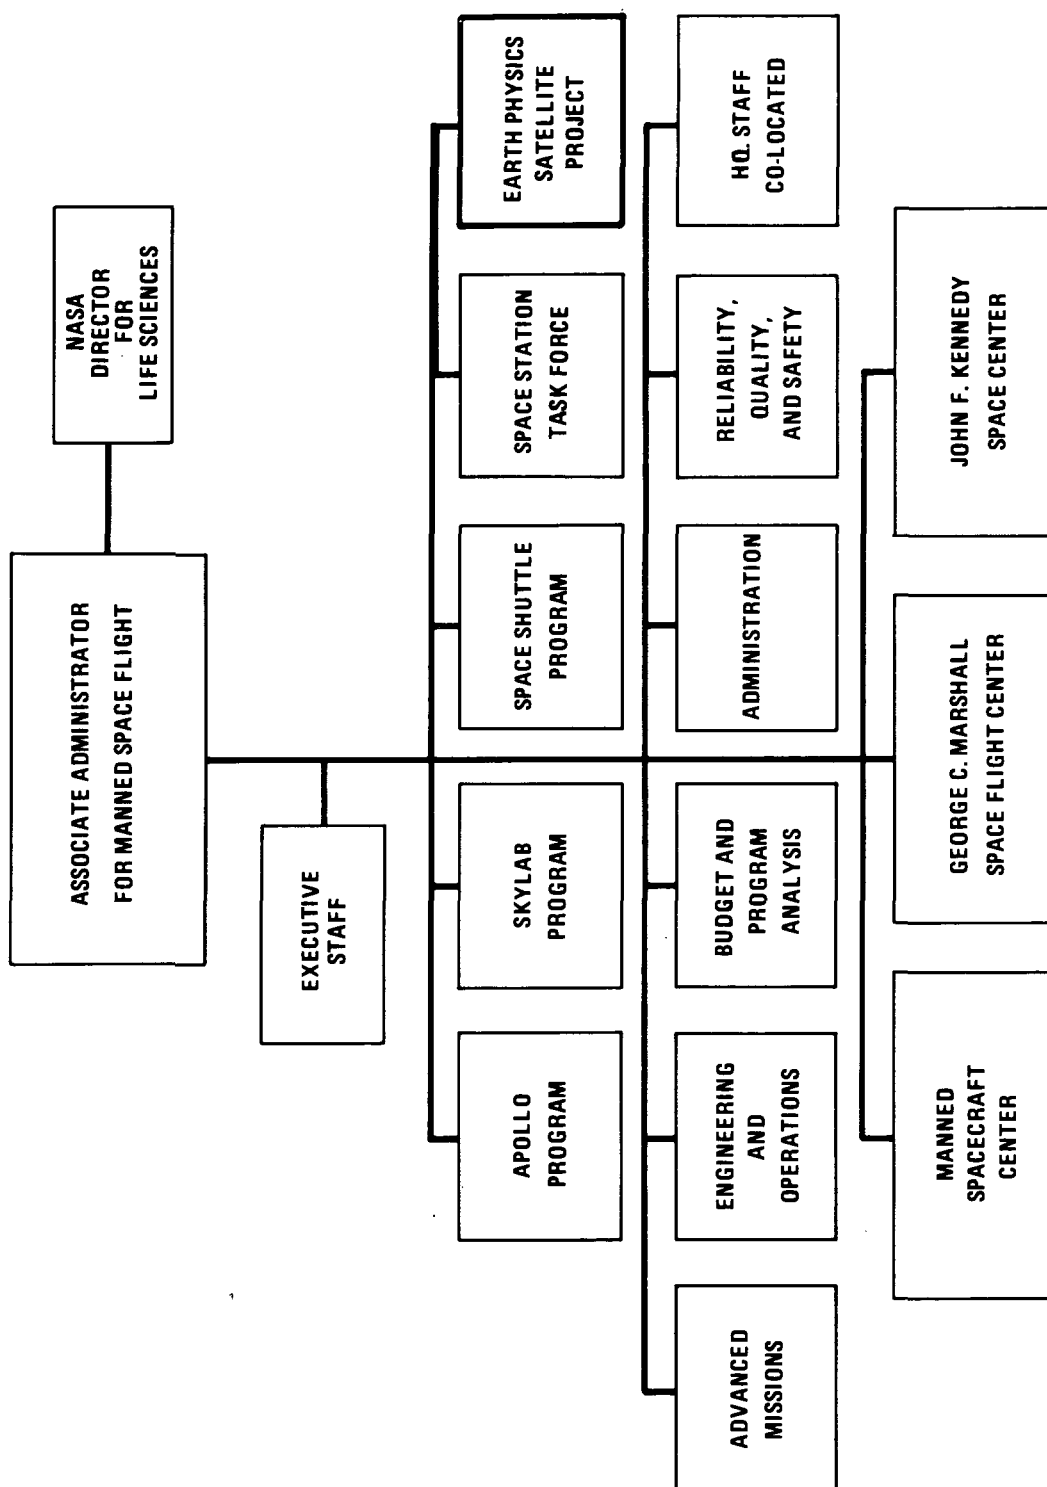 ASSOCIATE ADMINISTRATOR
FOR MANNED SPACE FLIGHT
NASA
DIRECTOR
FOR
LIFE SCIENCES
EXECUTIVE
STAFF
APOLLO
PROGRAM
SKYLAB
PROGRAM
SPACE SHUTTLE
PROGRAM
SPACE STATION
TASK FORCE
EARTH PHYSICS
SATELLITE
PROJECT
ADVANCED
MISSIONS
ENGINEERING
AND
OPERATIONS
BUDGET AND
PROGRAM
ANALYSIS
ADMINISTRATION
RELIABILITY,
QUALITY,
AND SAFETY
HQ. STAFF
CO-LOCATED
MANNED
SPACECRAFT
CENTER
GEORGE C. MARSHALL
SPACE FLIGHT CENTER
JOHN F. KENNEDY
SPACE CENTER